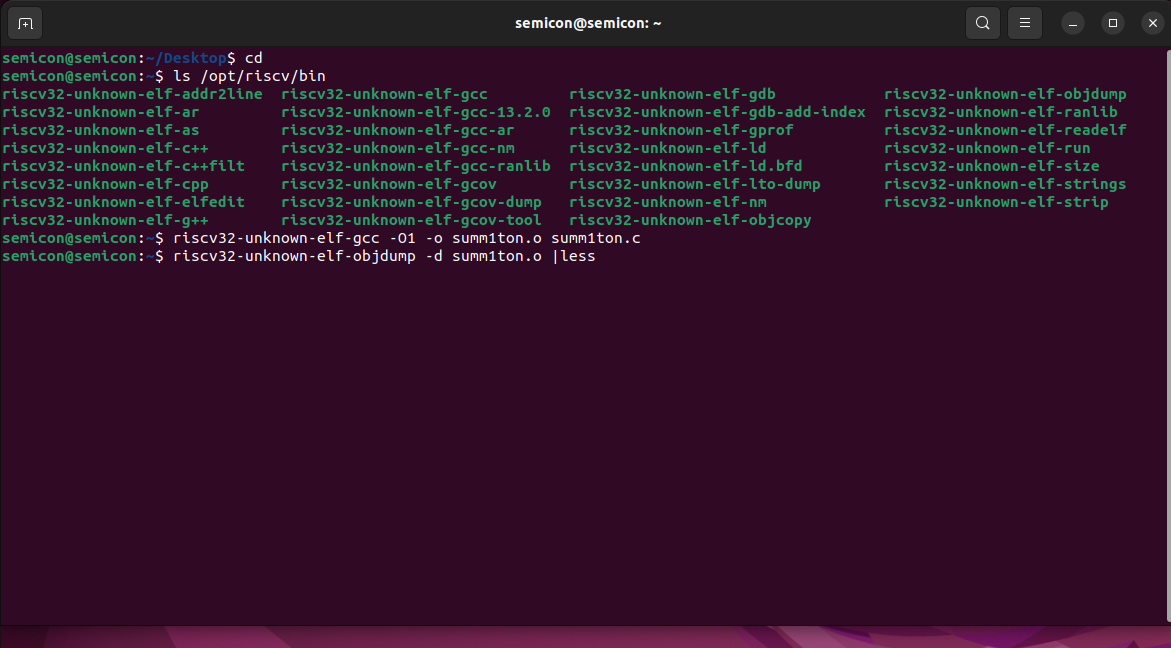 semicon@semicon: ~
semicon@semicon:~/Desktop$ cd
semicon@semicon:~$ ls /opt/riscv/bin
riscv32-unknown-elf-addr2line riscv32-unknown-elf-gcc riscv32-unknown-elf-gdb riscv32-unknown-elf-objdump
riscv32-unknown-elf-ar riscv32-unknown-elf-gcc-13.2.0 riscv32-unknown-elf-gdb-add-index riscv32-unknown-elf-ranlib
riscv32-unknown-elf-as riscv32-unknown-elf-gcc-ar riscv32-unknown-elf-gprof riscv32-unknown-elf-readelf
riscv32-unknown-elf-c++ riscv32-unknown-elf-gcc-nm riscv32-unknown-elf-ld riscv32-unknown-elf-run
riscv32-unknown-elf-c++filt riscv32-unknown-elf-gcc-ranlib riscv32-unknown-elf-ld.bfd riscv32-unknown-elf-size
riscv32-unknown-elf-cpp riscv32-unknown-elf-gcov riscv32-unknown-elf-lto-dump riscv32-unknown-elf-strings
riscv32-unknown-elf-elfedit riscv32-unknown-elf-gcov-dump riscv32-unknown-elf-nm riscv32-unknown-elf-strip
riscv32-unknown-elf-g++ riscv32-unknown-elf-gcov-tool riscv32-unknown-elf-objcopy
semicon@semicon:~$ riscv32-unknown-elf-gcc -O1 -o summ1ton.o summ1ton.c
semicon@semicon:~$ riscv32-unknown-elf-objdump -d summ1ton.o |less